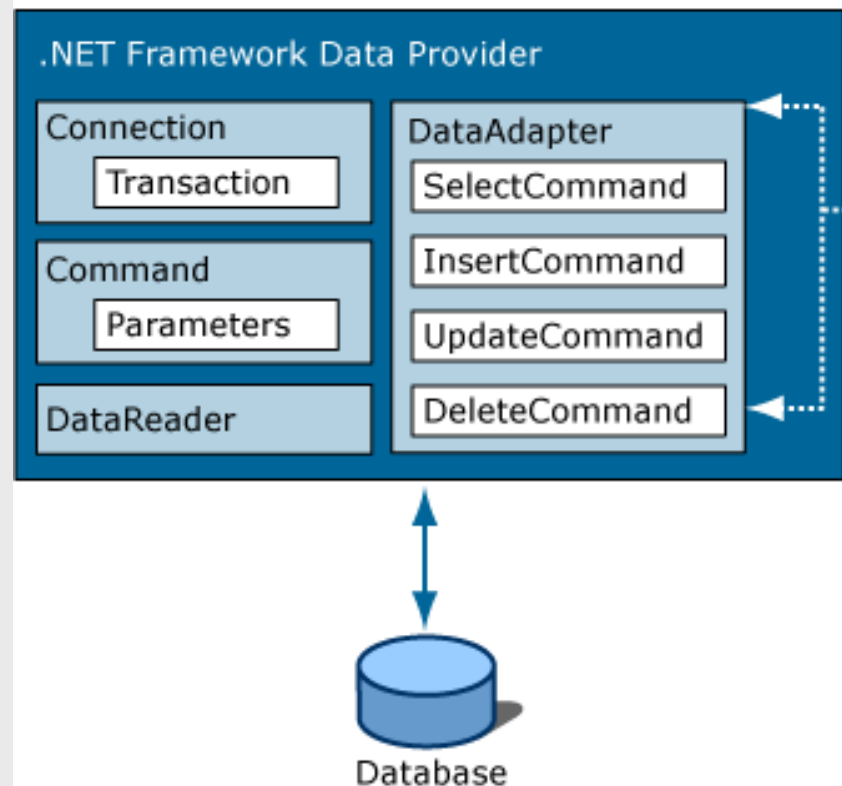 .NET Framework Data Provider
Connection
Transaction
Command
Parameters
DataReader
DataAdapter
SelectCommand
InsertCommand
UpdateCommand
DeleteCommand
Database